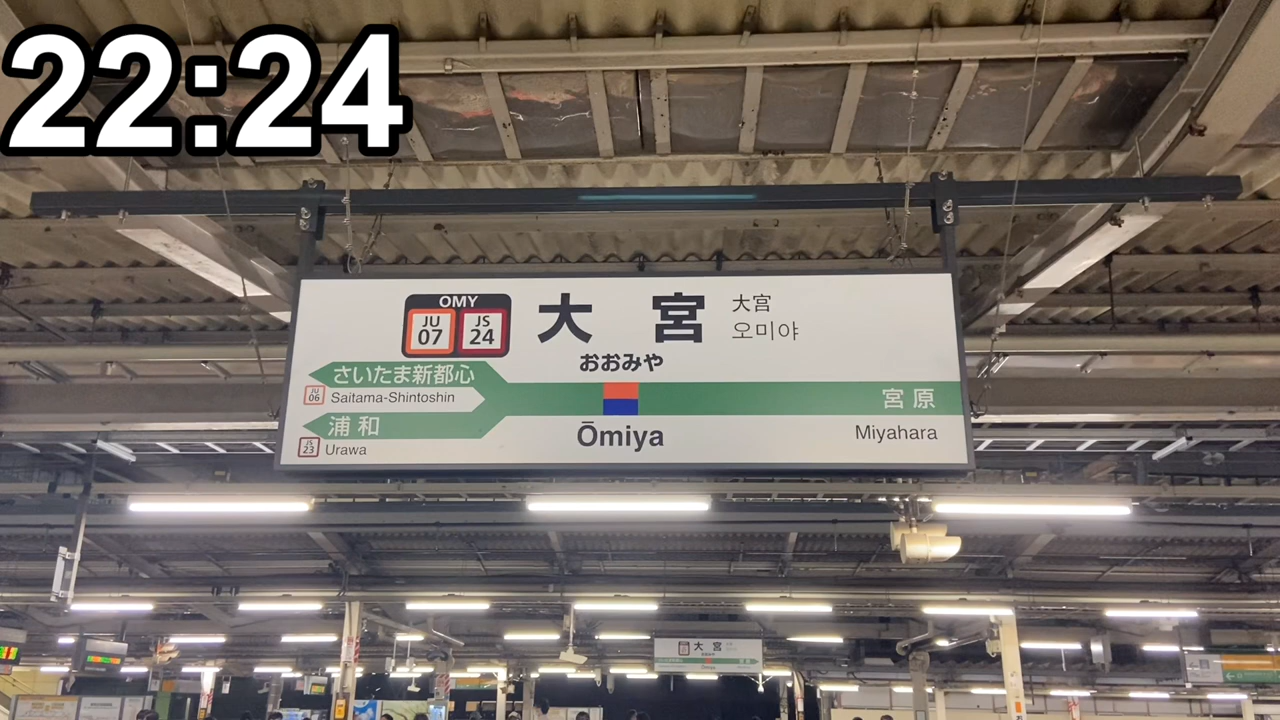 22:24
OMY
JU
07
JS
24
大宮
大宫
오미야
おおみや
さいたま新都心
JU
06
Saitama-Shintoshin
浦和
JS
23
Urawa
Ōmiya
宮原
Miyahara
大宮